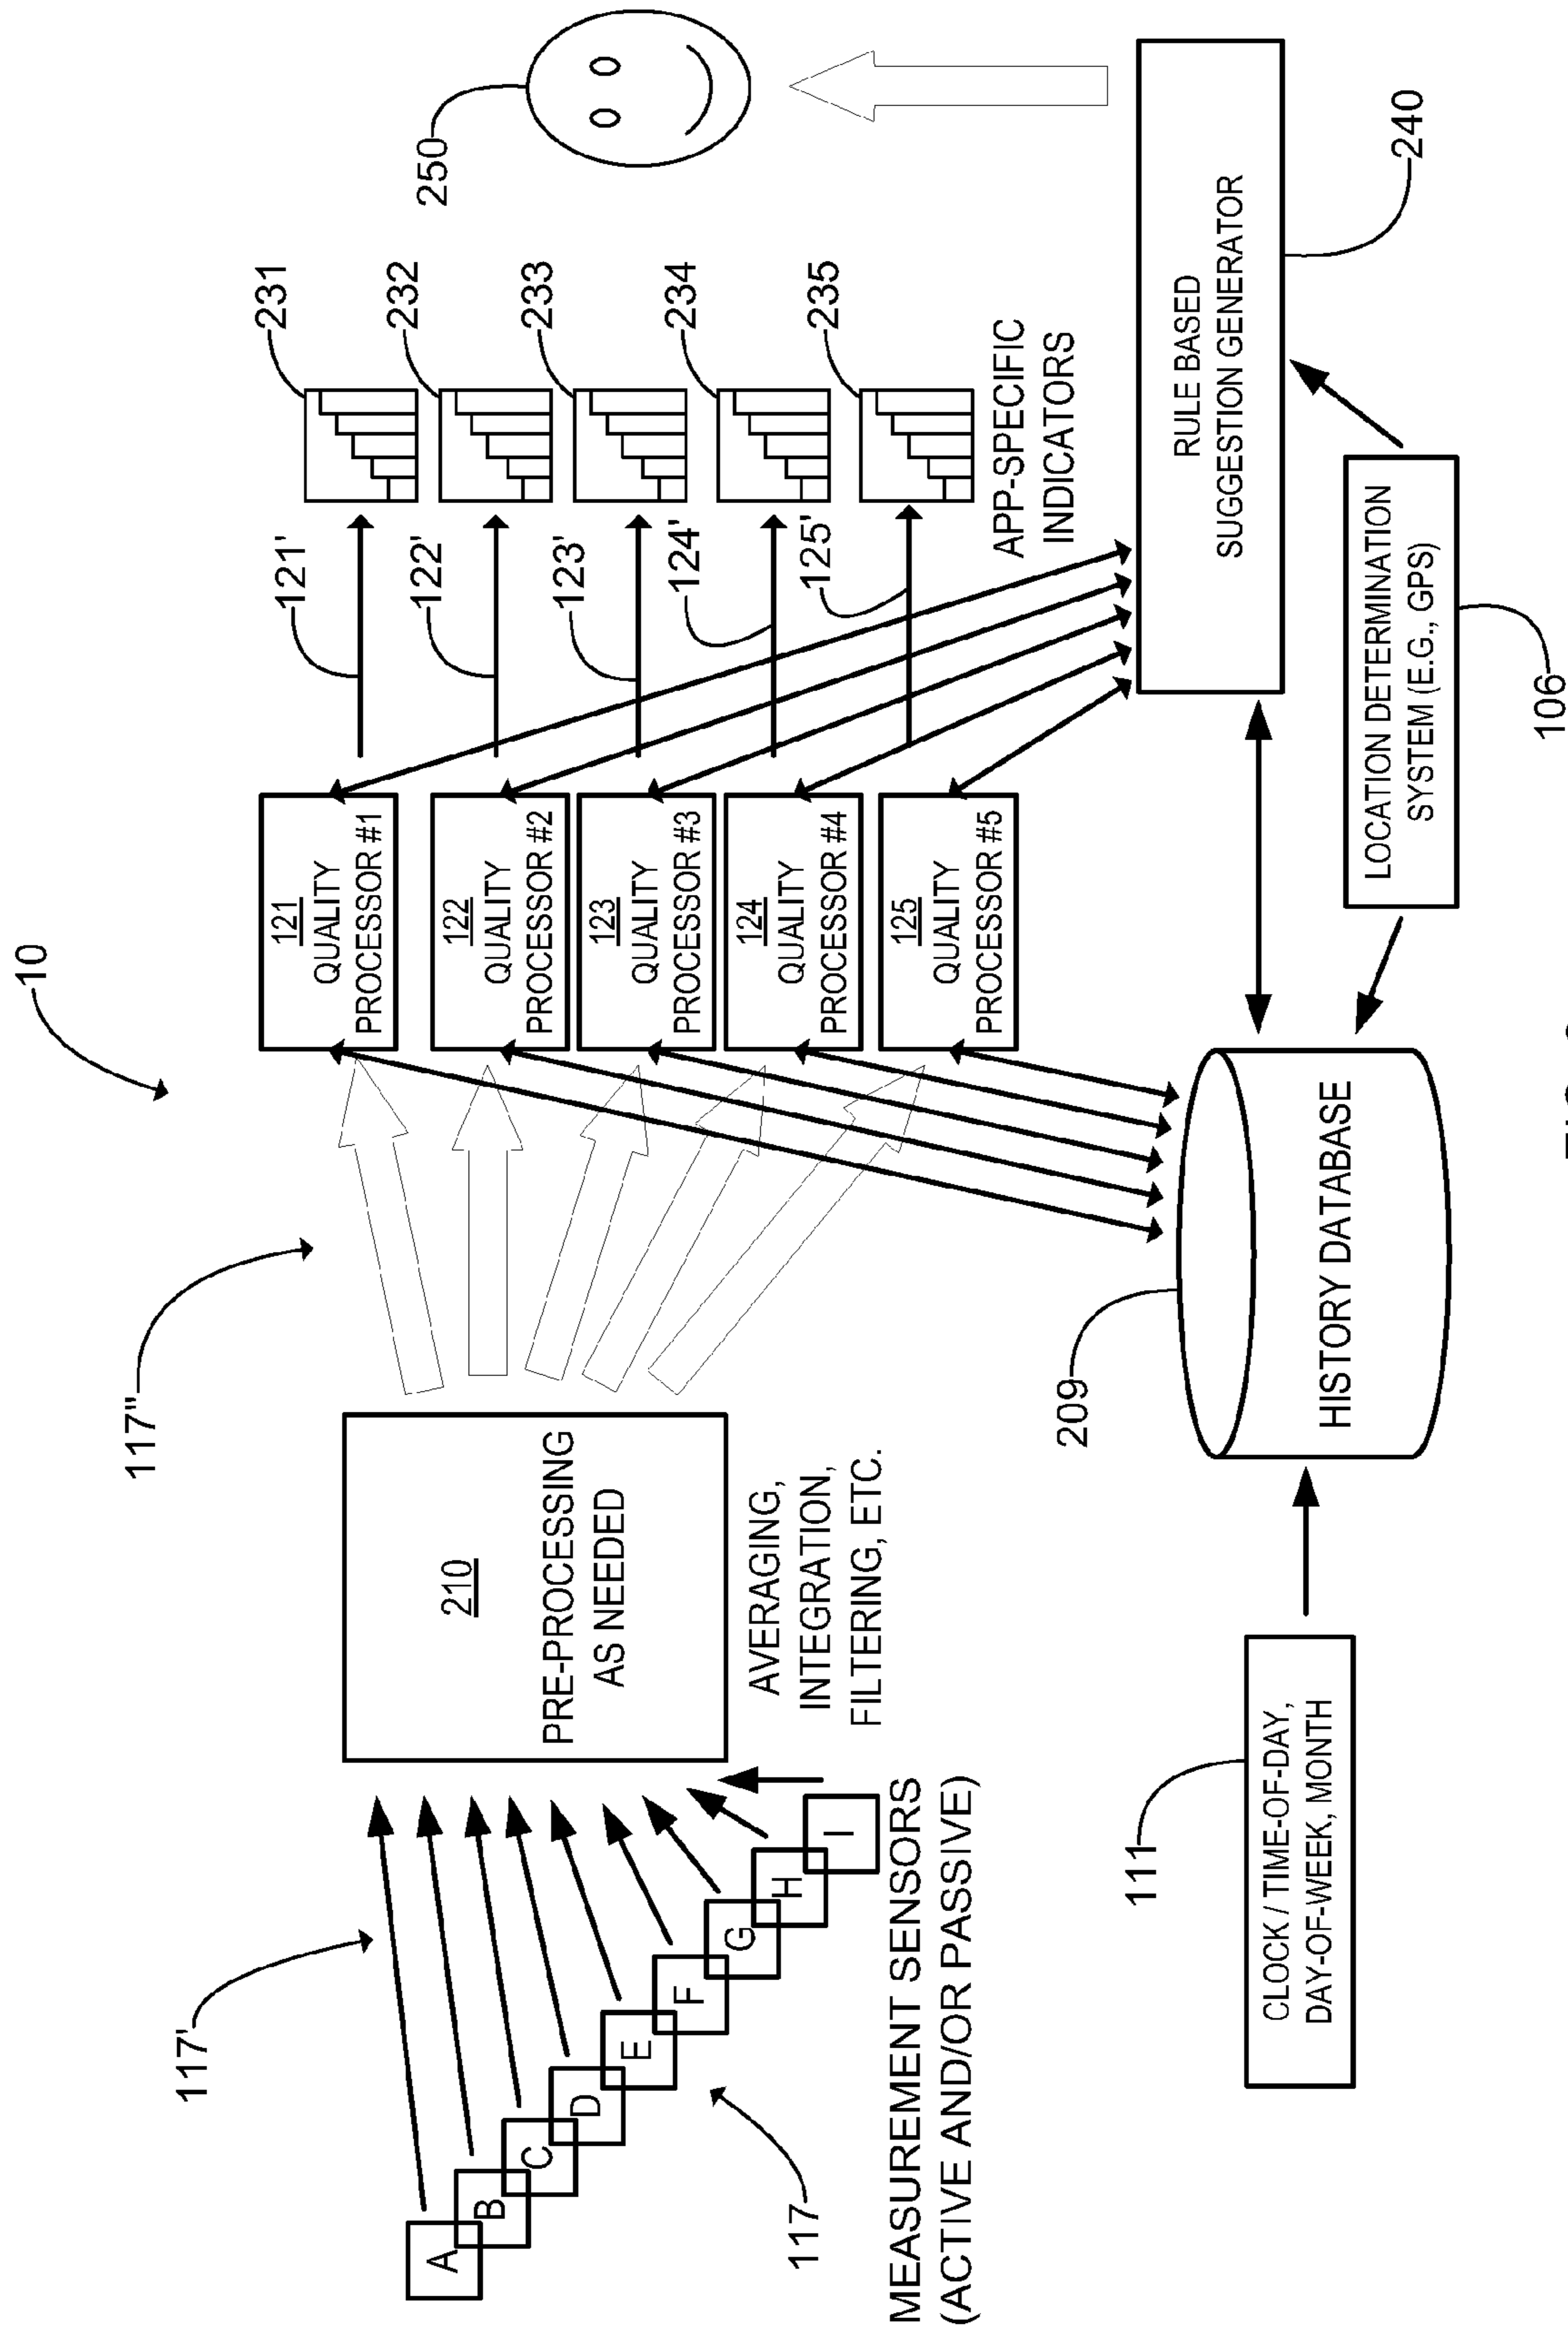 10
117'
117"
A
B
C
D
E
F
G
H
I
117
MEASUREMENT SENSORS
(ACTIVE AND/OR PASSIVE)
210
PRE-PROCESSING
AS NEEDED
AVERAGING,
INTEGRATION,
FILTERING, ETC.
121
QUALITY
PROCESSOR #1
122
QUALITY
PROCESSOR #2
123
QUALITY
PROCESSOR #3
124
QUALITY
PROCESSOR #4
125
QUALITY
PROCESSOR #5
121'
122'
123'
124'
125'
231
232
233
234
235
APP-SPECIFIC
INDICATORS
250
111
CLOCK / TIME-OF-DAY,
DAY-OF-WEEK, MONTH
209
HISTORY DATABASE
LOCATION DETERMINATION
SYSTEM (E.G., GPS)
106
RULE BASED
SUGGESTION GENERATOR
240